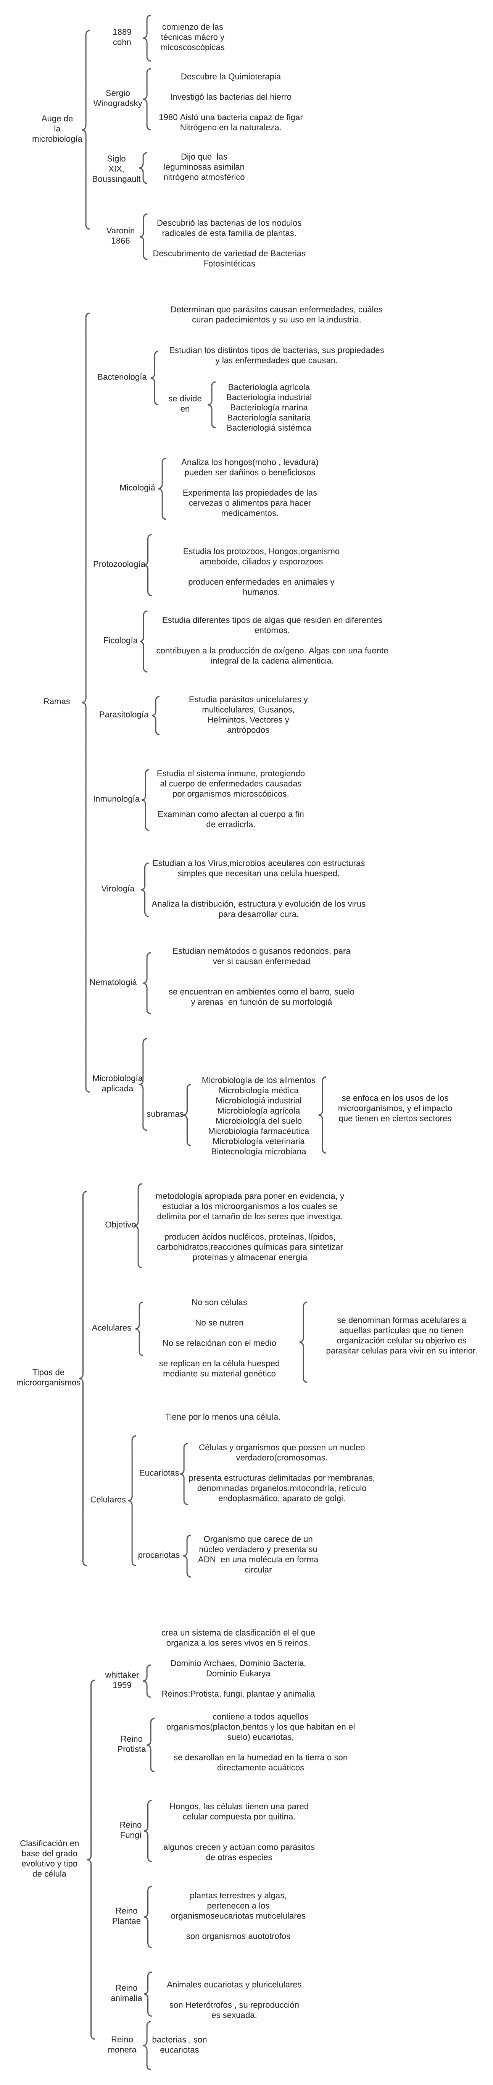 Auge de
la
microbiología
1889
cohn
comienzo de las
técnicas mácro y
micoscoscópicas
Sergio
Winogradsky
Descubre la Quimioterapia
Investigó las bacterias del hierro
1980 Aisló una bacteria capaz de figar
Nitrógeno en la naturaleza.
Siglo
XIX,
Boussingault
Dijo que las
leguminosas asimilan
nitrógeno atmosférico
Varonin
1866
Descubrió las bacterias de los nodulos
radicales de esta familia de plantas.
Descubrimento de variedad de Bacterias
Fotosintéticas
Ramas
Determinan que parásitos causan enfermedades, cuáles
curan padecimientos y su uso en la industria.
Bacteriología
Estudian los distintos tipos de bacterias, sus propiedades
y las enfermedades que causan.
se divide
en
Bacteriología agrícola
Bacteriología industrial
Bacteriología marina
Bacteriología sanitaria
Bacteriologiá sistémca
Micologiá
Analiza los hongos(moho , levadura)
pueden ser dañinos o beneficiosos
Experimenta las propiedades de las
cervezas o alimentos para hacer
medicamentos.
Protozoología
Estudia los protozoos, Hongos,organismo
ameboíde, ciliados y esporozoos
producen enfermedades en animales y
humanos.
Ficología
Estudia diferentes tipos de algas que residen en diferentes
entornos.
contribuyen a la producción de oxígeno. Algas con una fuente
integral de la cadena alimenticia.
Parasitología
Estudia parásitos unicelulares y
multicelulares, Gusanos,
Helmintos, Vectores y
antrópodos
Inmunología
Estudia el sistema inmune, protegiendo
al cuerpo de enfermedades causadas
por organismos microscópicos.
Examinan como afectan al cuerpo a fin
de erradicrla.
Virología
Estudian a los Virus,microbios aceulares con estructuras
simples que necesitan una celula huesped.
Analiza la distribución, estructura y evolución de los virus
para desarrollar cura.
Nematologiá
Estudian nemátodos o gusanos redondos, para
ver si causan enfermedad
se encuentran en ambientes como el barro, suelo
y arenas en función de su morfologiá
Microbiología
aplicada
subramas
Microbiología de los alimentos
Microbiología médica
Microbiologiá industrial
Microbiología agrícola
Microbiología del suelo
Microbiología farmacéutica
Microbiología veterinaria
Biotecnología microbiana
se enfoca en los usos de los
microorganismos, y el impacto
que tienen en ciertos sectores
Tipos de
microorganismos
Objetivo
metodología apropiada para poner en evidencia, y
estudiar a los microorganismos a los cuales se
delimita por el tamaño de los seres que investiga.
producen ácidos nucléicos, proteínas, lípidos,
carbohidratos,reacciones químicas para sintetizar
proteínas y almacenar energía
Acelulares
No son células
No se nutren
No se relaciónan con el medio
se replican en la célula huesped
mediante su material genético
se denominan formas acelulares a
aquellas partículas que no tienen
organización celular su objerivo es
parasitar celulas para vivir en su interior.
Celulares
Tiene por lo menos una célula.
Eucariotas
Células y organismos que possen un nucleo
verdadero(cromosomas.
presenta estructuras delimitadas por membranas,
denominadas organelos:mitocondria, retículo
endoplasmático, aparato de golgi.
procariotas
Organismo que carece de un
núcleo verdadero y presenta su
ADN en una molécula en forma
circular
Clasificación en
base del grado
evolutivo y tipo
de célula
crea un sistema de clasificación el el que
organiza a los seres vivos en 5 reinos.
whittaker
1959
Dominio Archaes, Dominio Bacteria,
Dominio Eukarya
Reinos:Protista, fungi, plantae y animalia
Reino
Protista
contiene a todos aquellos
organismos(placton,bentos,y los que habitan en el
suelo) eucariotas.
se desarollan en la humedad en la tierra o son
directamente acuáticos
Reino
Fungi
Hongos, las células tienen una pared
celular compuesta por quitina.
algunos crecen y actúan como parásitos
de otras especies
Reino
Plantae
plantas terrestres y algas,
pertenecen a los
organismoseucariotas muticelulares
son organismos auototrofos
Reino
animalia
Animales eucariotas y pluricelulares
son Heterótrofos , su reproducción
es sexuada.
Reino
monera
bacterias , son
eucariotas